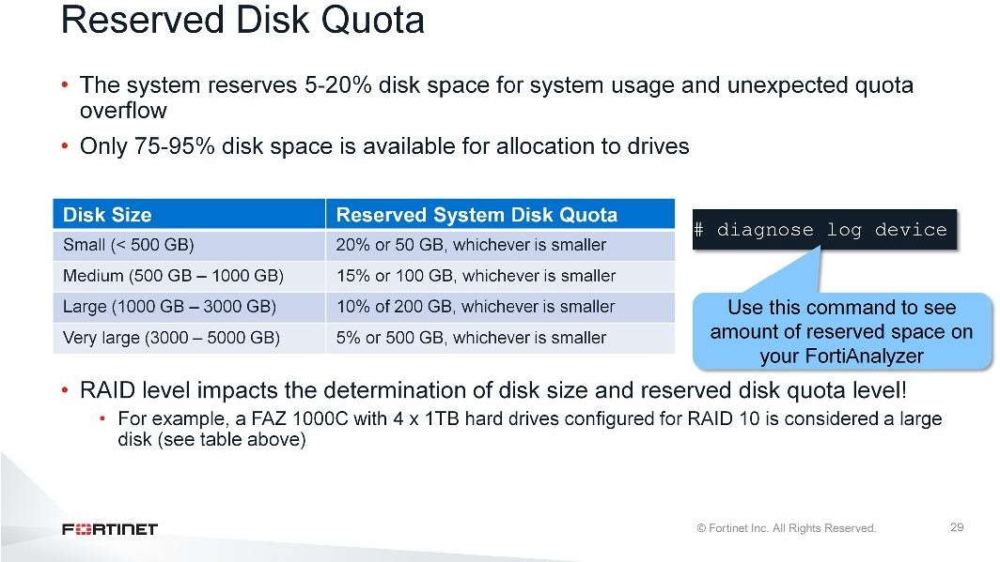 Reserved Disk Quota
• The system reserves 5-20% disk space for system usage and unexpected quota
overflow
• Only 75-95% disk space is available for allocation to drives
Disk Size Reserved System Disk Quota
Small (< 500 GB) 20% or 50 GB, whichever is smaller
Medium (500 GB – 1000 GB) 15% or 100 GB, whichever is smaller
Large (1000 GB – 3000 GB) 10% of 200 GB, whichever is smaller
Very large (3000 – 5000 GB) 5% or 500 GB, whichever is smaller
# diagnose log device
Use this command to see
amount of reserved space on
your FortiAnalyzer
• RAID level impacts the determination of disk size and reserved disk quota level!
• For example, a FAZ 1000C with 4 x 1TB hard drives configured for RAID 10 is considered a large
disk (see table above)
FORTINET
© Fortinet Inc. All Rights Reserved.
29